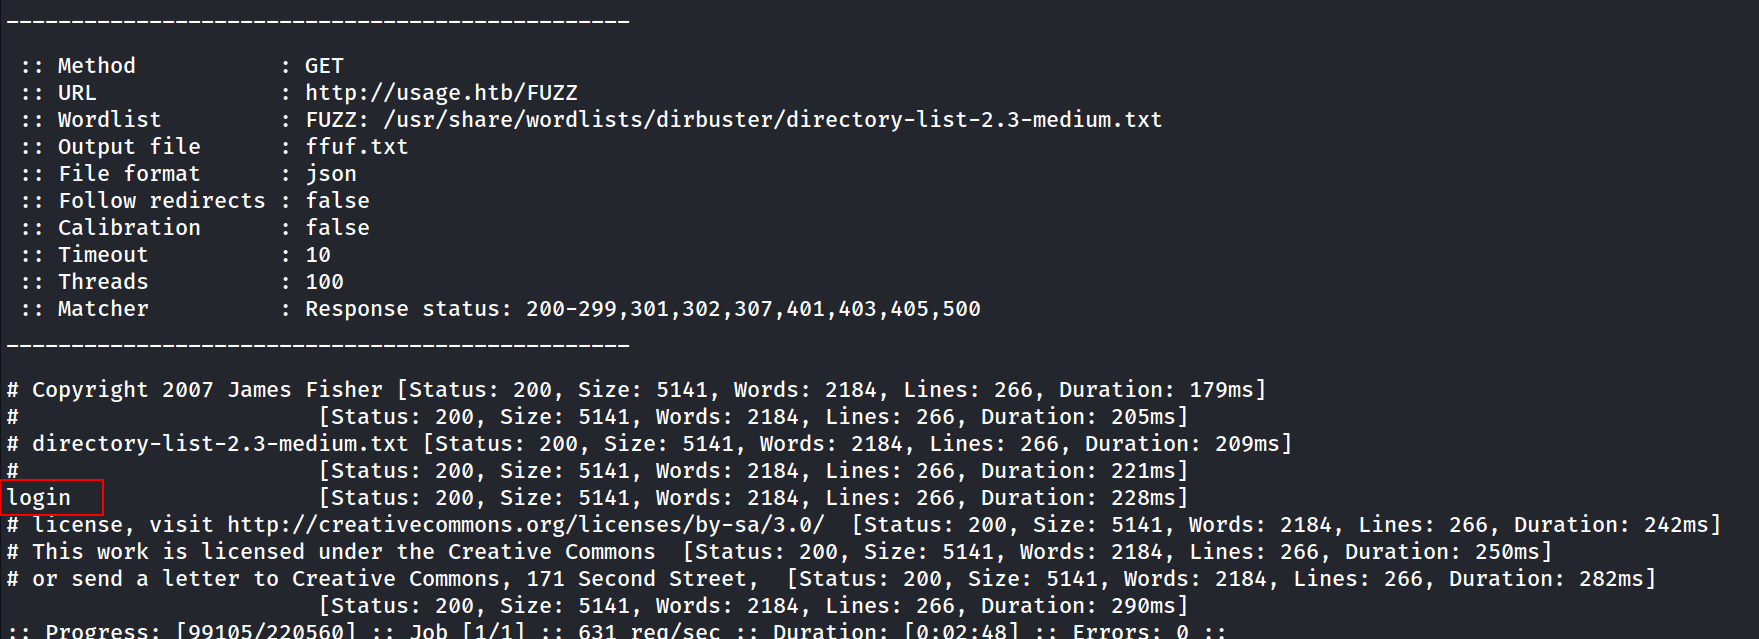 ________________________________________________
:: Method : GET
:: URL : http://usage.htb/FUZZ
:: Wordlist : FUZZ: /usr/share/wordlists/dirbuster/directory-list-2.3-medium.txt
:: Output file : ffuf.txt
:: File format : json
:: Follow redirects : false
:: Calibration : false
:: Timeout : 10
:: Threads : 100
:: Matcher : Response status: 200-299,301,302,307,401,403,405,500
________________________________________________
# Copyright 2007 James Fisher [Status: 200, Size: 5141, Words: 2184, Lines: 266, Duration: 179ms]
# [Status: 200, Size: 5141, Words: 2184, Lines: 266, Duration: 205ms]
# directory-list-2.3-medium.txt [Status: 200, Size: 5141, Words: 2184, Lines: 266, Duration: 209ms]
# [Status: 200, Size: 5141, Words: 2184, Lines: 266, Duration: 221ms]
login [Status: 200, Size: 5141, Words: 2184, Lines: 266, Duration: 228ms]
# license, visit http://creativecommons.org/licenses/by-sa/3.0/ [Status: 200, Size: 5141, Words: 2184, Lines: 266, Duration: 242ms]
# This work is licensed under the Creative Commons [Status: 200, Size: 5141, Words: 2184, Lines: 266, Duration: 250ms]
# or send a letter to Creative Commons, 171 Second Street, [Status: 200, Size: 5141, Words: 2184, Lines: 266, Duration: 282ms]
[Status: 200, Size: 5141, Words: 2184, Lines: 266, Duration: 290ms]
:: Progress: [99105/220560] :: Job [1/1] :: 631 req/sec :: Duration: [0:02:48] :: Errors: 0 ::